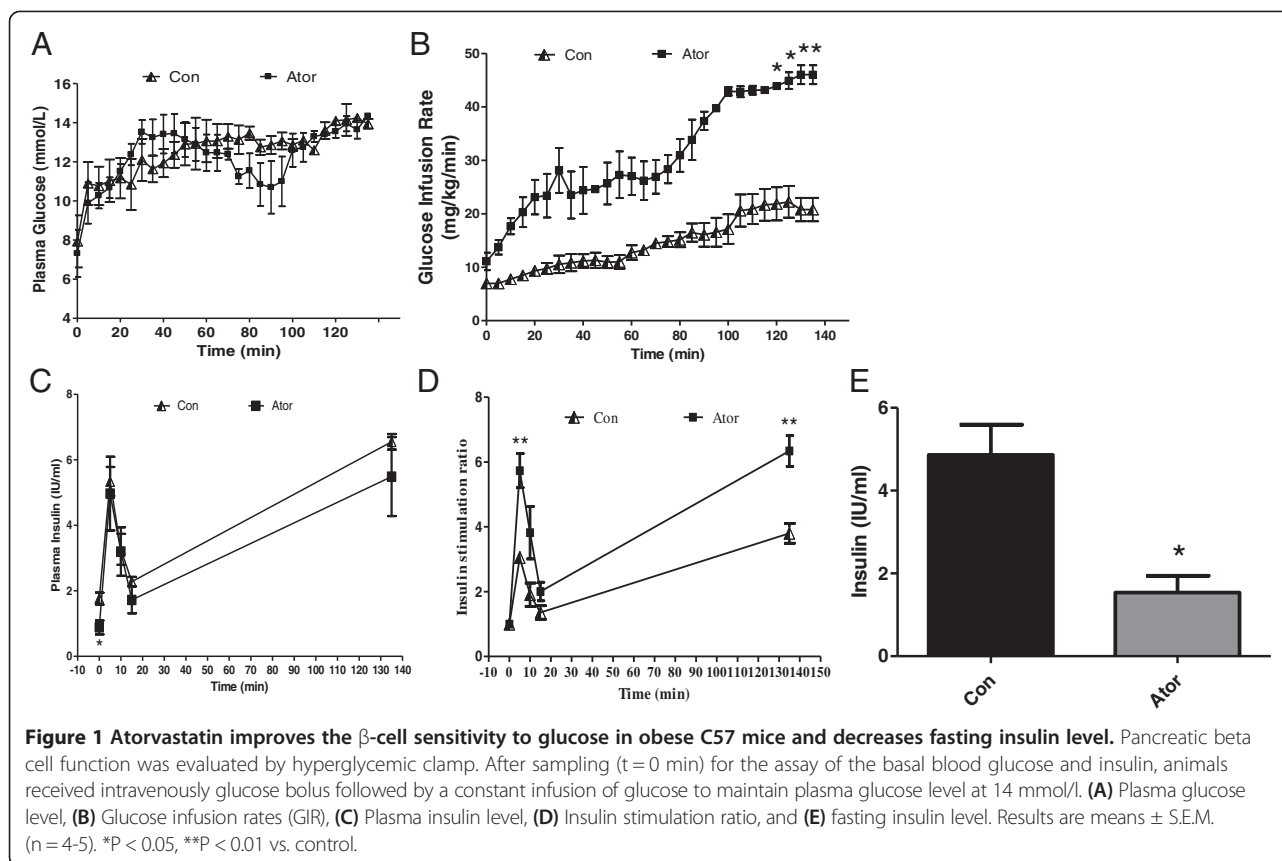 A
Con
Ator
Plasma Glucose (mmol/L)
16
14
12
10
8
6
4
0
20
40
60
80
100
120
Time (min)
B
Con
Ator
* * **
Glucose Infusion Rate
(mg/kg/min)
50
40
30
20
10
0
0
20
40
60
80
100
120
140
Time (min)
C
Con
Ator
Plasma Insulin (IU/ml)
8
6
4
2
0
*
-10
0
10
20
30
40
50
60
70
80
90
100
110
120
130
140
Time (min)
D
Con
Ator
** **
Insulin stimulation ratio
8
6
4
2
0
-10
0
10
20
30
40
50
60
70
80
90
100
110
120
130
140
150
Time (min)
E
Insulin (IU/ml)
6
4
2
0
*
Con
Ator
Figure 1 Atorvastatin improves the β-cell sensitivity to glucose in obese C57 mice and decreases fasting insulin level. Pancreatic beta
cell function was evaluated by hyperglycemic clamp. After sampling (t = 0 min) for the assay of the basal blood glucose and insulin, animals
received intravenously glucose bolus followed by a constant infusion of glucose to maintain plasma glucose level at 14 mmol/l. (A) Plasma glucose
level, (B) Glucose infusion rates (GIR), (C) Plasma insulin level, (D) Insulin stimulation ratio, and (E) fasting insulin level. Results are means ± S.E.M.
(n = 4-5). *P < 0.05, **P < 0.01 vs. control.